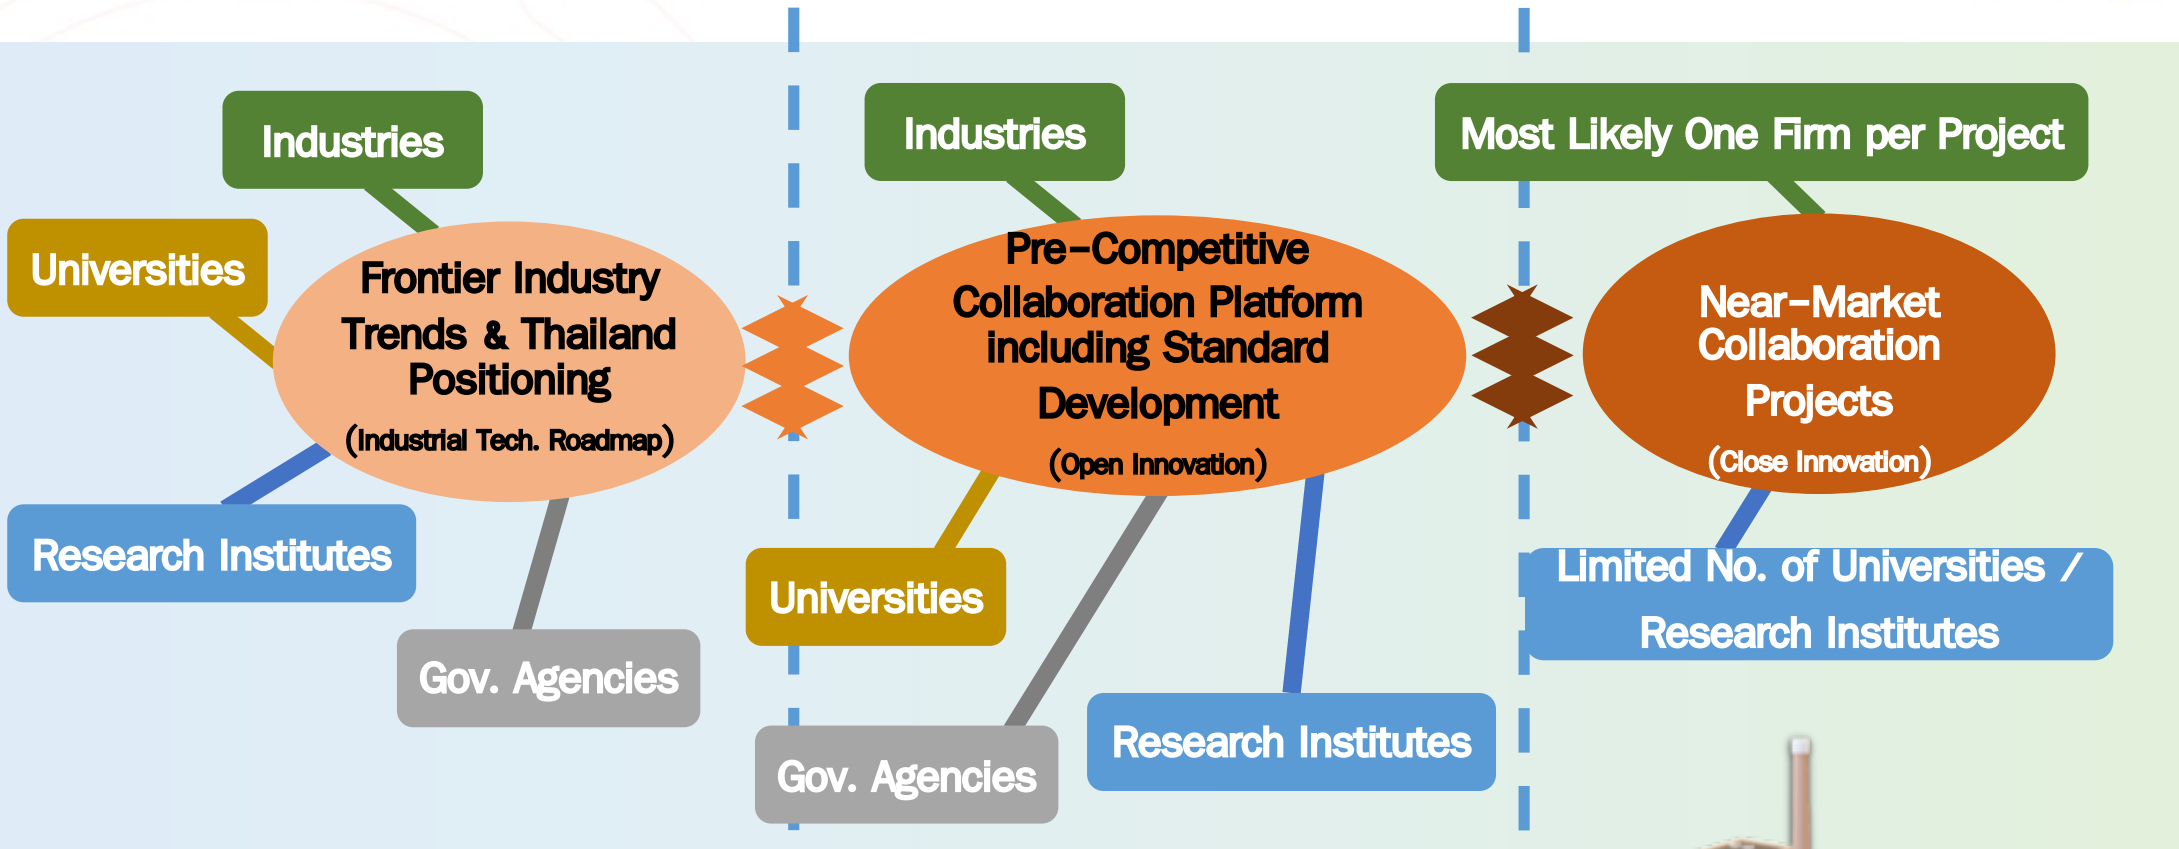 Industries
Universities
Frontier Industry
Trends & Thailand
Positioning
(Industrial Tech. Roadmap)
Research Institutes
Gov. Agencies
Industries
Pre-Competitive
Collaboration Platform
including Standard
Development
(Open Innovation)
Universities
Gov. Agencies
Research Institutes
Most Likely One Firm per Project
Near-Market
Collaboration
Projects
(Close Innovation)
Limited No. of Universities /
Research Institutes